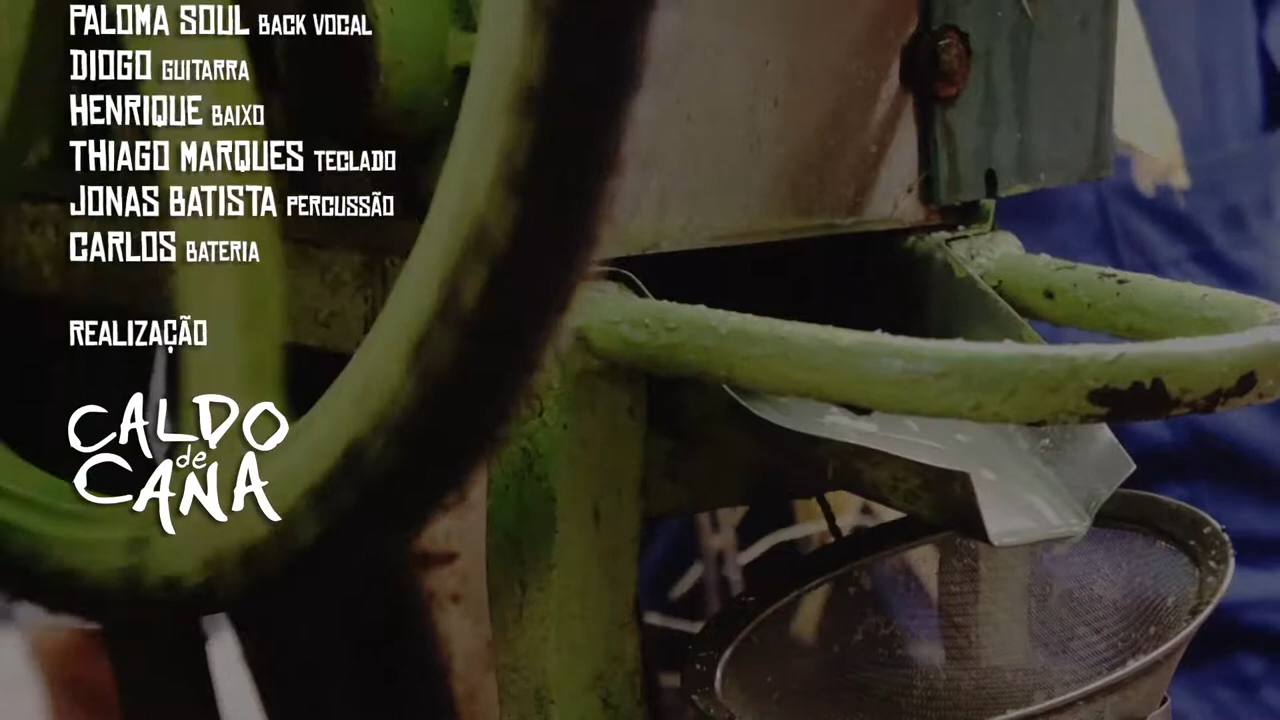 PALOMA SOUL BACK VOCAL
DIOGO GUITARRA
HENRIQUE BAIXO
THIAGO MARQUES TECLADO
JONAS BATISTA PERCUSSÃO
CARLOS BATERIA
REALIZAÇÃO
CALDO
de
CANA